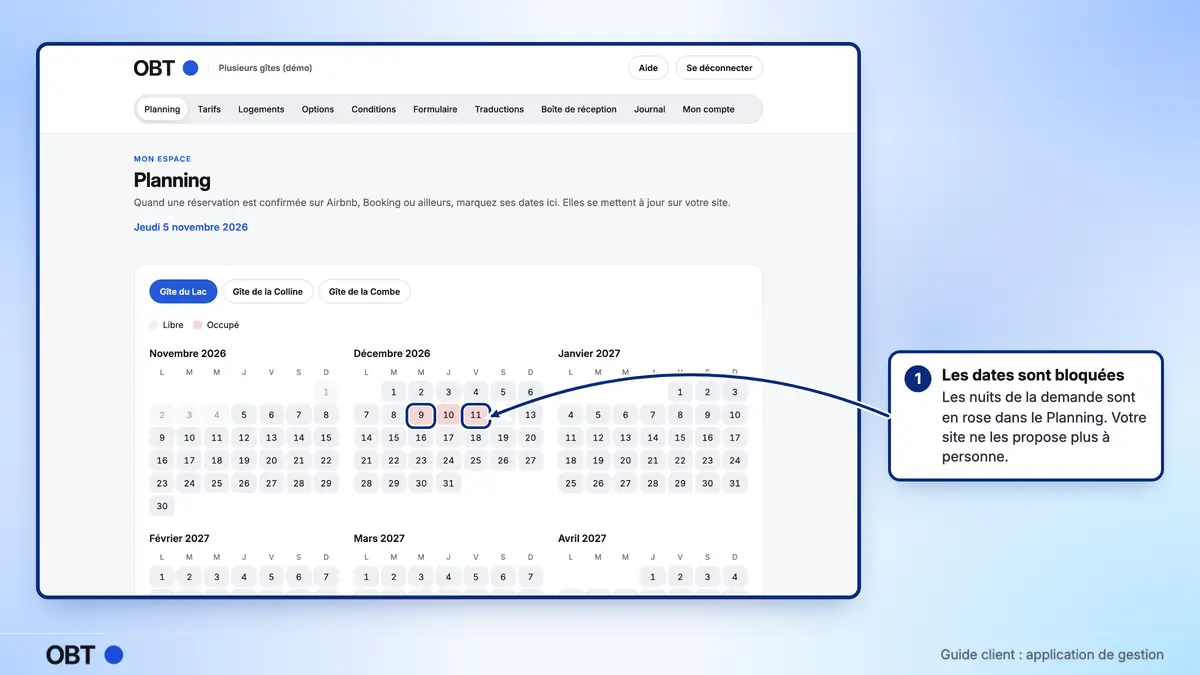 OBT
Plusieurs gîtes (démo)
Aide
Se déconnecter
Planning Tarifs Logements Options Conditions Formulaire Traductions Boîte de réception Journal Mon compte
MON ESPACE
Planning
Quand une réservation est confirmée sur Airbnb, Booking ou ailleurs, marquez ses dates ici. Elles se mettent à jour sur votre site.
Jeudi 5 novembre 2026
Gîte du Lac Gîte de la Colline Gîte de la Combe
Libre Occupé
Novembre 2026
L M M J V S D
1
2 3 4 5 6 7 8
9 10 11 12 13 14 15
16 17 18 19 20 21 22
23 24 25 26 27 28 29
30
Décembre 2026
L M M J V S D
1 2 3 4 5 6
7 8 9 10 11 13
14 15 16 17 18 19 20
21 22 23 24 25 26 27
28 29 30 31
Janvier 2027
L M M J V S D
1 2 3
4 5 6 7 8 9 10
11 12 13 14 15 16 17
18 19 20 21 22 23 24
25 26 27 28 29 30 31
Février 2027
L M M J V S D
1 2 3 4 5 6 7
Mars 2027
L M M J V S D
1 2 3 4 5 6 7
Avril 2027
L M M J V S D
1 2 3 4
1 Les dates sont bloquées
Les nuits de la demande sont
en rose dans le Planning. Votre
site ne les propose plus à
personne.
OBT
Guide client : application de gestion